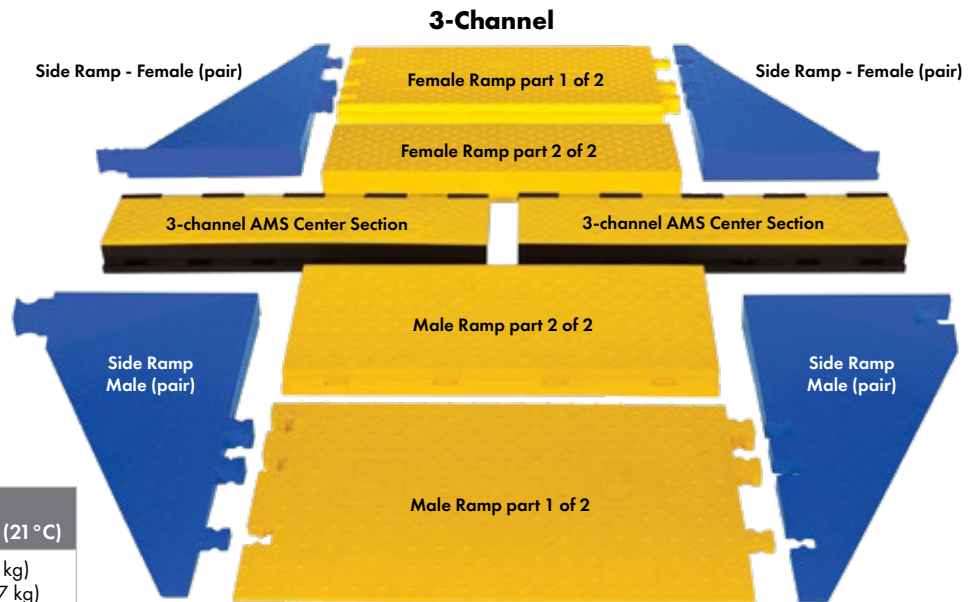 3-Channel
Side Ramp - Female (pair)
Female Ramp part 1 of 2
Side Ramp - Female (pair)
Female Ramp part 2 of 2
3-channel AMS Center Section
3-channel AMS Center Section
Male Ramp part 2 of 2
Side Ramp
Male (pair)
Side Ramp
Male (pair)
Male Ramp part 1 of 2
(21°C)
kg)
7 kg)